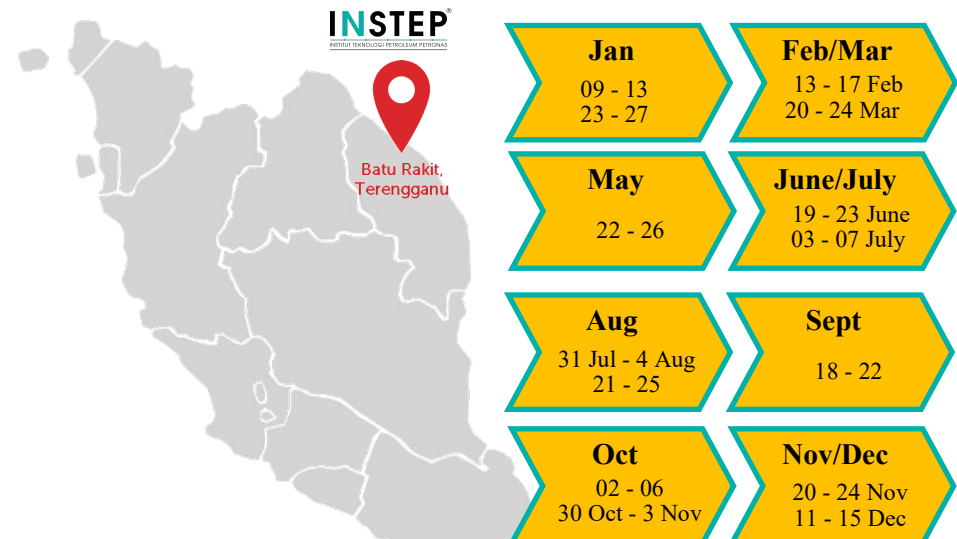 INSTEP®
INSTITUT TEKNOLOGI PETROLEUM PETRONAS
Batu Rakit,
Terengganu
Jan
09 - 13
23 - 27
Feb/Mar
13 - 17 Feb
20 - 24 Mar
May
22 - 26
June/July
19 - 23 June
03 - 07 July
Aug
31 Jul - 4 Aug
21 - 25
Sept
18 - 22
Oct
02 - 06
30 Oct - 3 Nov
Nov/Dec
20 - 24 Nov
11 - 15 Dec